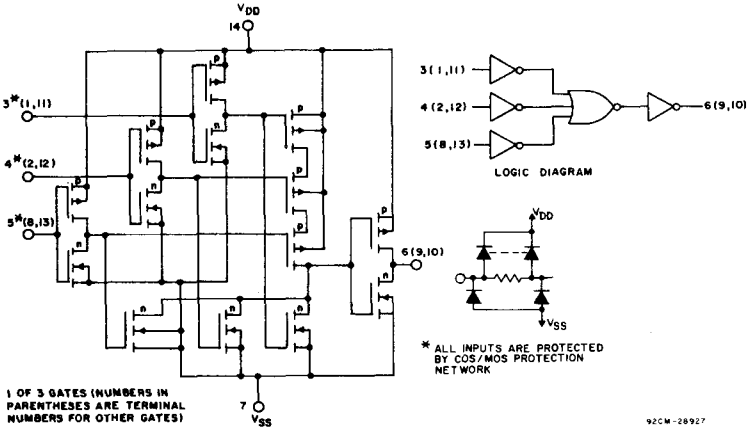 VDD
14
3*(1,11)
4*(2,12)
5*(8,13)
p
n
p
n
p
n
p
p
p
p
n
6(9,10)
n
n
n
7
VSS
1 OF 3 GATES (NUMBERS IN
PARENTHESES ARE TERMINAL
NUMBERS FOR OTHER GATES)
3(1,11)
4(2,12)
5(8,13)
6(9,10)
LOGIC DIAGRAM
VDD
VSS
* ALL INPUTS ARE PROTECTED
BY COS/MOS PROTECTION
NETWORK
92CM-28927